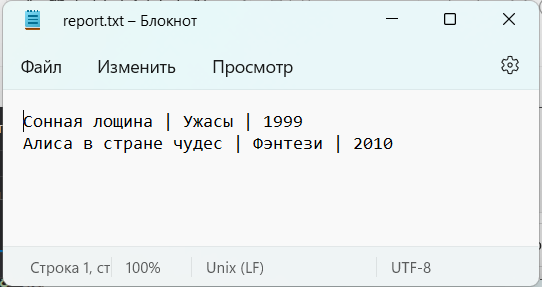 report.txt – Блокнот
Файл Изменить Просмотр
Сонная лощина | Ужасы | 1999
Алиса в стране чудес | Фэнтези | 2010
Строка 1, ст 100% Unix (LF) UTF-8